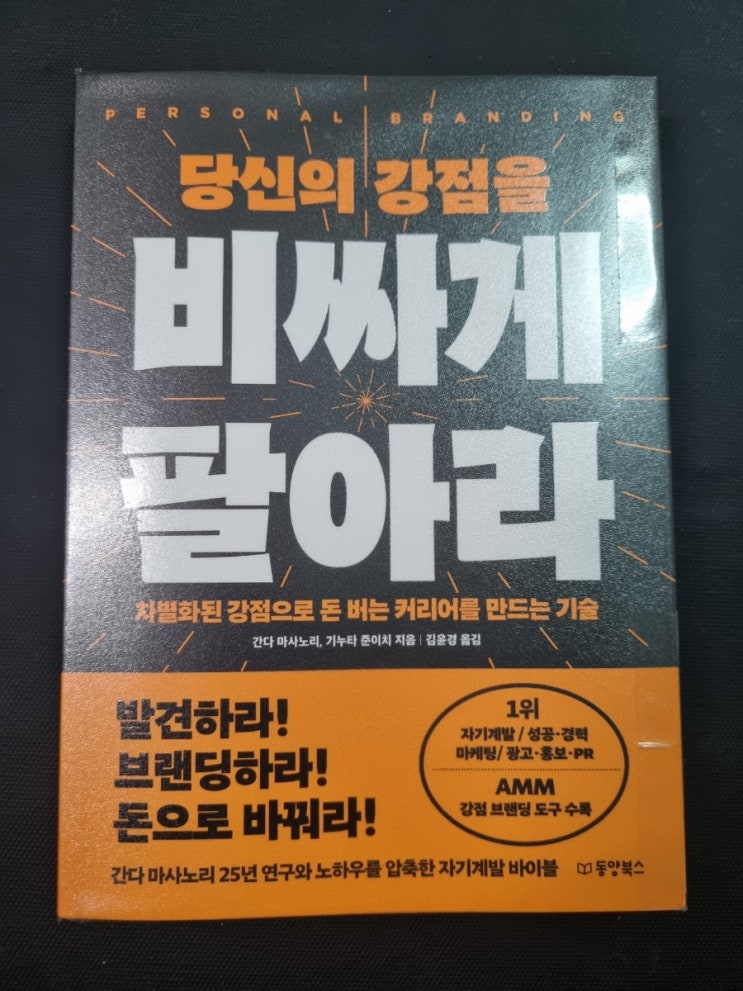 PERSONAL BRANDING
당신의 강점을
비싸게
팔아라
차별화된 강점으로 돈 버는 커리어를 만드는 기술
간다 마사노리, 기누타 준이치 지음 | 김윤경 옮김
발견하라!
브랜딩하라!
돈으로 바꿔라!
1위
자기계발 / 성공·경력
마케팅/ 광고·홍보·PR
AMM
강점 브랜딩 도구 수록
간다 마사노리 25년 연구와 노하우를 압축한 자기계발 바이블
동양북스